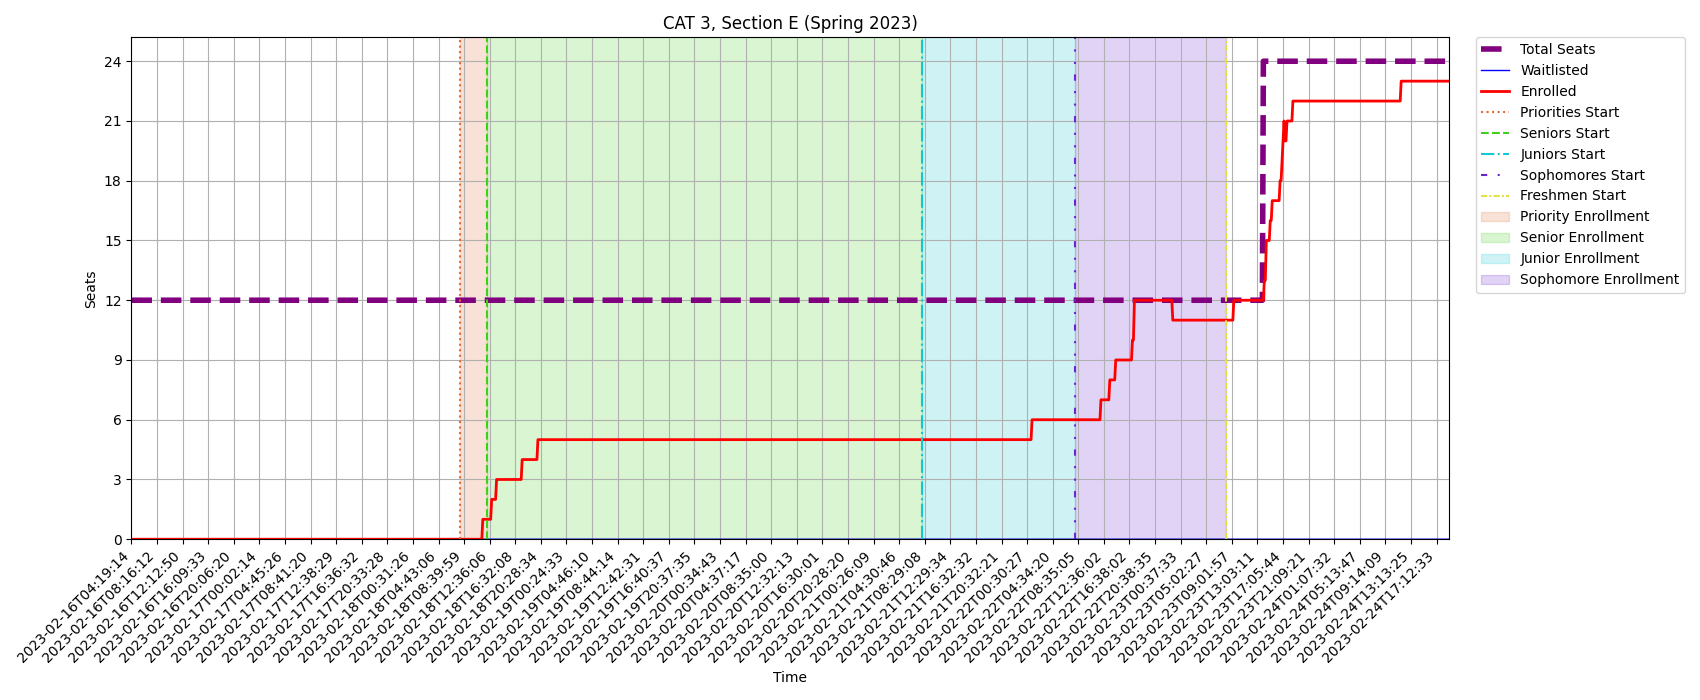 CAT 3, Section E (Spring 2023)
Total Seats
Waitlisted
Enrolled
Priorities Start
Seniors Start
Juniors Start
Sophomores Start
Freshmen Start
Priority Enrollment
Senior Enrollment
Junior Enrollment
Sophomore Enrollment
Seats
24
21
18
15
12
9
6
3
0
2023-02-16T04:19:14
2023-02-16T08:16:12
2023-02-16T12:12:50
2023-02-16T16:09:33
2023-02-16T20:06:20
2023-02-17T00:02:14
2023-02-17T04:45:26
2023-02-17T08:41:20
2023-02-17T12:38:29
2023-02-17T16:36:32
2023-02-17T20:33:28
2023-02-18T00:31:26
2023-02-18T04:43:06
2023-02-18T08:39:59
2023-02-18T12:36:06
2023-02-18T16:32:08
2023-02-18T20:28:34
2023-02-19T00:24:33
2023-02-19T04:46:10
2023-02-19T08:44:14
2023-02-19T12:42:31
2023-02-19T16:40:37
2023-02-19T20:37:35
2023-02-20T00:34:43
2023-02-20T04:37:17
2023-02-20T08:35:00
2023-02-20T12:32:13
2023-02-20T16:30:01
2023-02-20T20:28:20
2023-02-21T00:26:09
2023-02-21T04:30:46
2023-02-21T08:29:08
2023-02-21T12:29:34
2023-02-21T16:32:32
2023-02-21T20:32:21
2023-02-22T00:30:27
2023-02-22T04:34:20
2023-02-22T08:35:05
2023-02-22T12:36:02
2023-02-22T16:38:02
2023-02-22T20:38:35
2023-02-23T00:37:33
2023-02-23T05:02:27
2023-02-23T09:01:57
2023-02-23T13:03:11
2023-02-23T17:05:44
2023-02-23T21:09:21
2023-02-24T01:07:32
2023-02-24T05:13:47
2023-02-24T09:14:09
2023-02-24T13:13:25
2023-02-24T17:12:33
Time